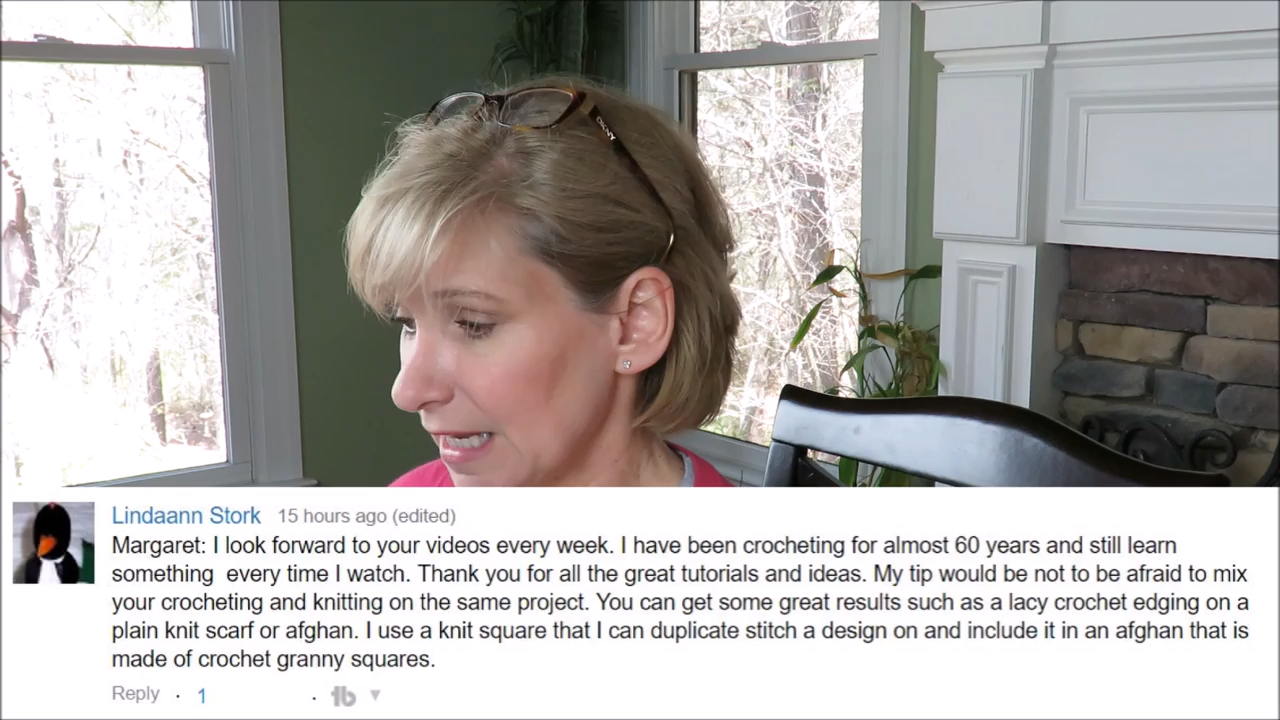 DKNY
Lindaann Stork 15 hours ago (edited)
Margaret: I look forward to your videos every week. I have been crocheting for almost 60 years and still learn
something every time I watch. Thank you for all the great tutorials and ideas. My tip would be not to be afraid to mix
your crocheting and knitting on the same project. You can get some great results such as a lacy crochet edging on a
plain knit scarf or afghan. I use a knit square that I can duplicate stitch a design on and include it in an afghan that is
made of crochet granny squares.
Reply · 1 . tb ▼